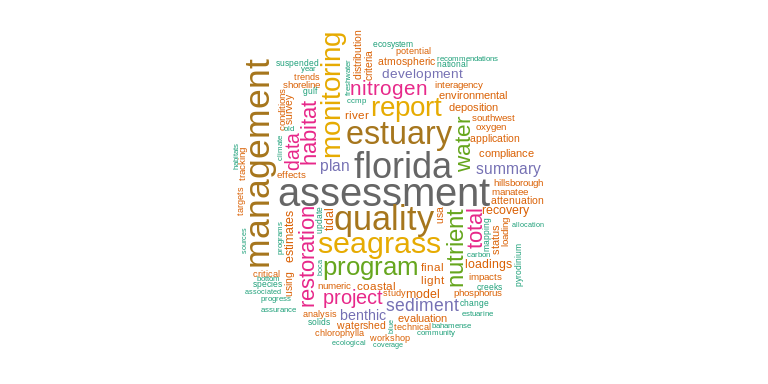 ecosystem
potential
recommendations
suspended
atmospheric
national
year
trends
development
shoreline
gulf
nitrogen
interagency
freshwater
distribution
criteria
monitoring
management
ccmp
report
environmental
deposition
conditions
survey
old
river
southwest
oxygen
estuary
application
habitat
data
water
climate
habitats
tracking
plan
florida
summary
compliance
effects
hillsborough
manatee
assessment
attenuation
targets
recovery
quality
usa
tidal
update
restoration
total
allocation
estimates
programs
sources
seagrass
status
loading
mapping
carbon
nutrient
pyrodinium
program
final
loadings
critical
bottom
boca
light
impacts
species
using
numeric
coastal
creeks
associated
project
study
model
phosphorus
progress
sediment
change
assurance
analysis
benthic
estuarine
solids
watershed
evaluation
blue
technical
bahamense
chlorophylla
community
workshop
ecological
coverage